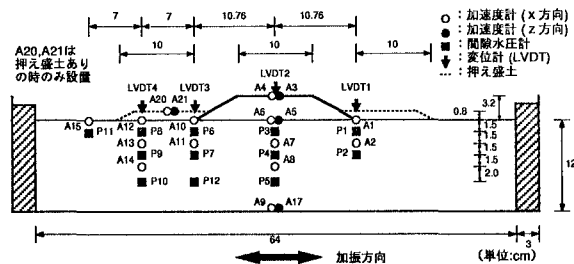 7
7
10.76
10.76
○ : 加速度計 (x方向)
● : 加速度計 (z方向)
■ : 間隙水圧計
: 変位計 (LVDT)
: 押え盛土
A20,A21は
押え盛土あり
の時のみ設置
10
10
10
LVDT4
LVDT3
LVDT2
LVDT1
A20
A21
A4
A3
0.8
3.2
A15
P11
A12
A10
A6
A5
A1
P8
P6
P3
P1
A13
A11
A7
A2
P9
P7
P4
P2
A14
A8
P10
P12
P5
1.5
1.5
1.5
1.5
2.0
12
A9
A17
64
3
加振方向
(単位:cm)